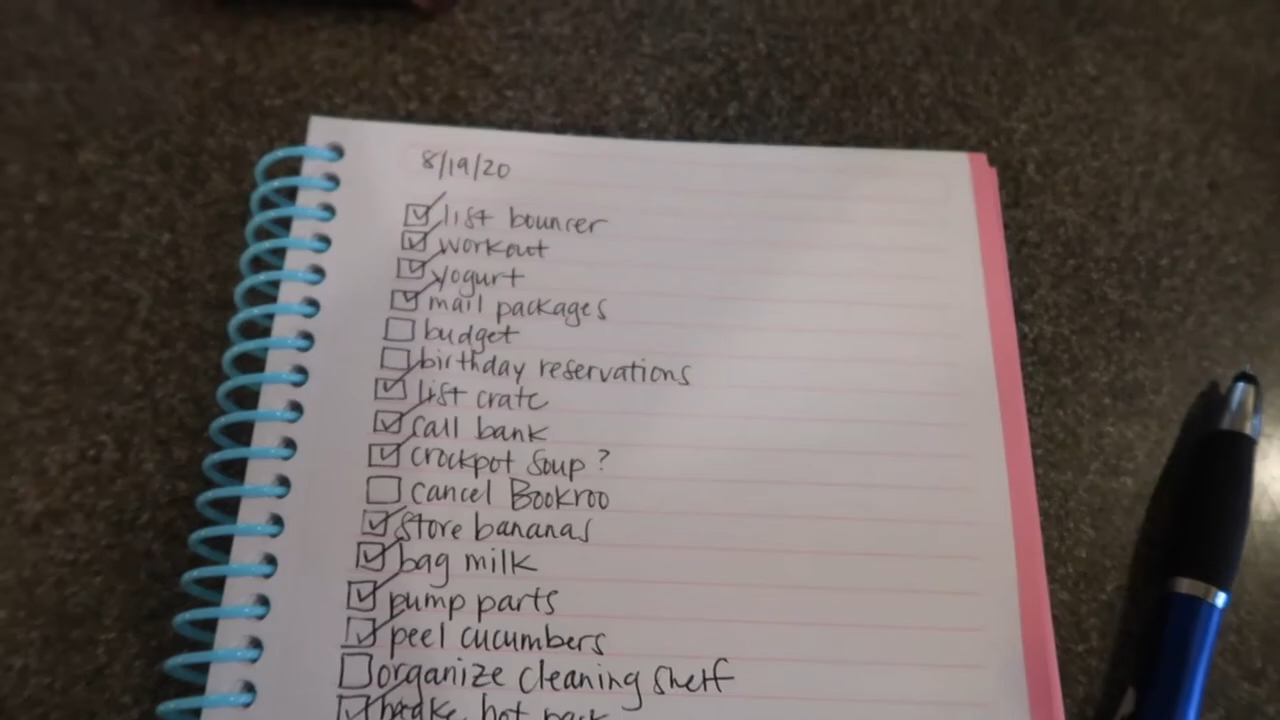 8/19/20
list bouncer
workout
yogurt
mail packages
budget
birthday reservations
list crate
call bank
crockpot soup?
cancel Bookroo
store bananas
bag milk
pump parts
peel cucumbers
organize cleaning shelf
hot